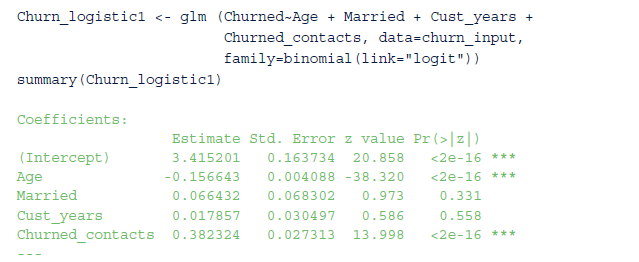 Churn_logistic1 <- glm (Churned~Age + Married + Cust_years +
Churned_contacts, data=churn_input,
family=binomial(link="logit"))
summary(Churn_logistic1)
Coefficients:
Estimate Std. Error z value Pr(>|z|)
(Intercept) 3.415201 0.163734 20.858 <2e-16 ***
Age -0.156643 0.004088 -38.320 <2e-16 ***
Married 0.066432 0.068302 0.973 0.331
Cust_years 0.017857 0.030497 0.586 0.558
Churned_contacts 0.382324 0.027313 13.998 <2e-16 ***
---